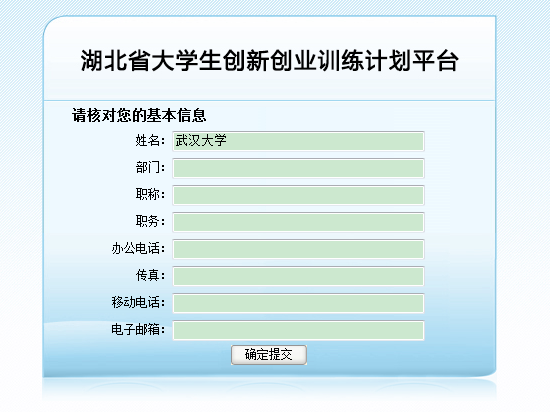 湖北省大学生创新创业训练计划平台
请核对您的基本信息
姓名： 武汉大学
部门：
职称：
职务：
办公电话：
传真：
移动电话：
电子邮箱：
确定提交